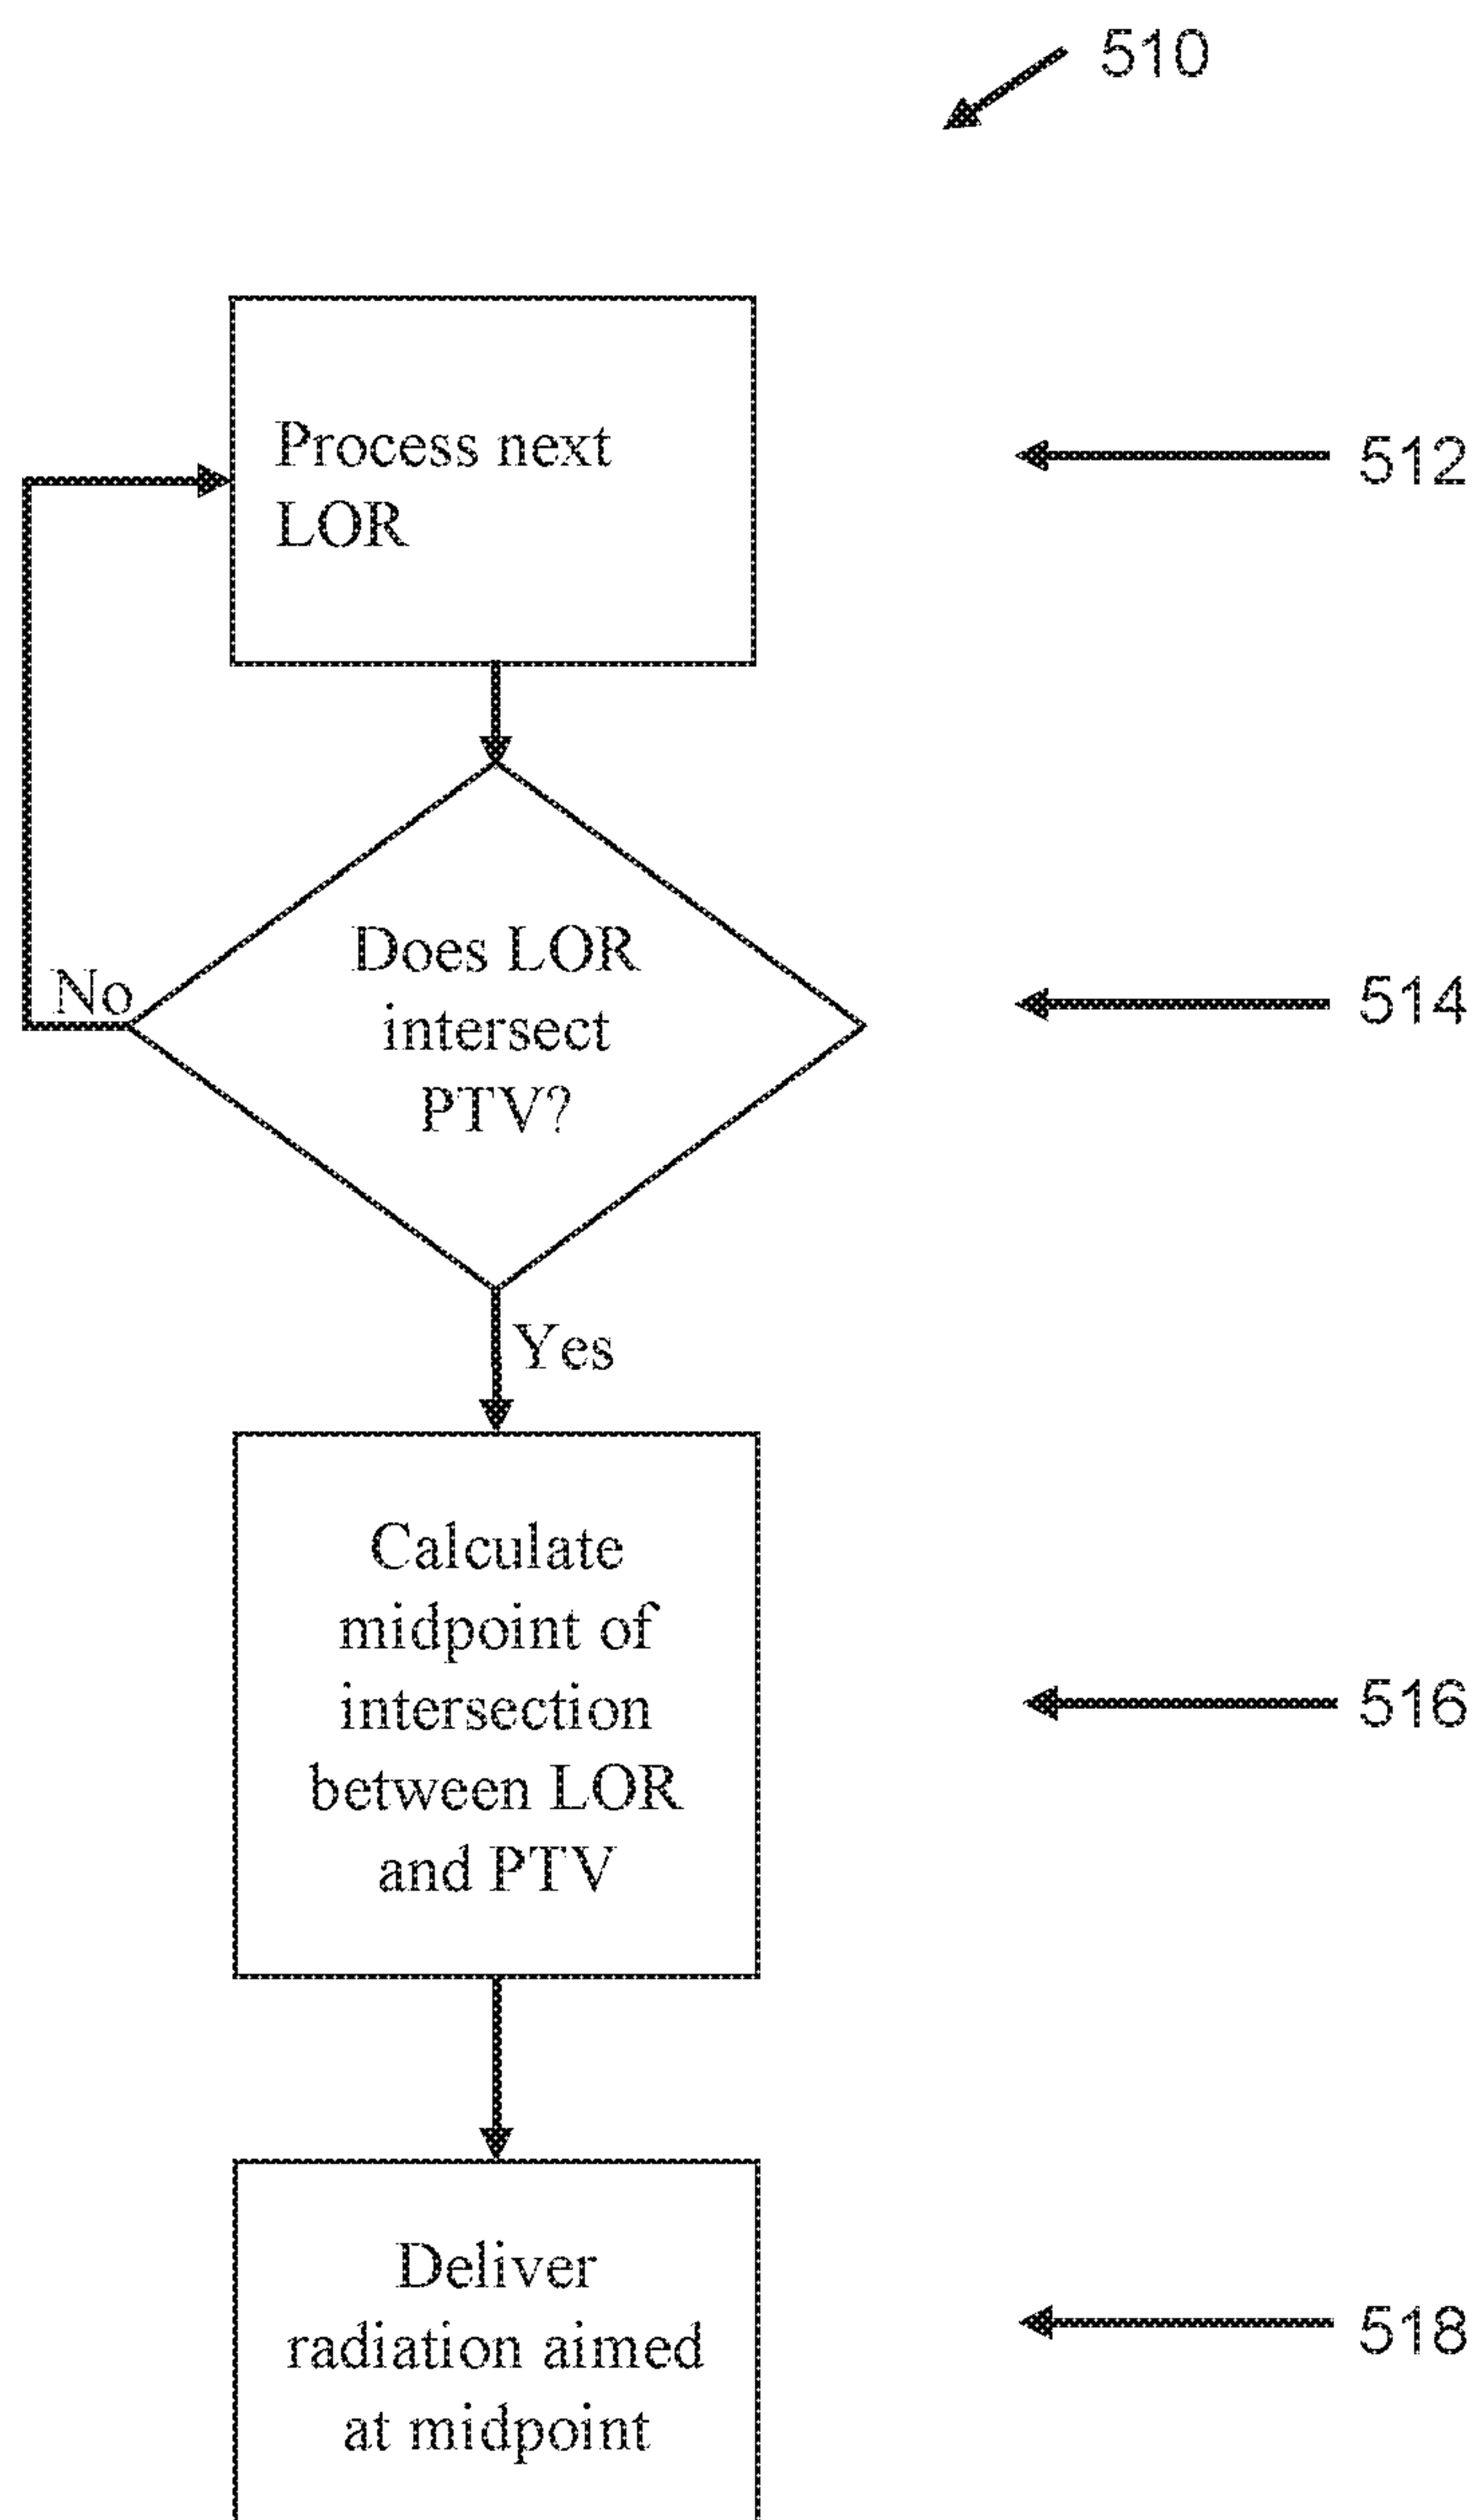 510
Process next
LOR
512
Does LOR
intersect
PTV?
514
No
Yes
Calculate
midpoint of
intersection
between LOR
and PTV
516
Deliver
radiation aimed
at midpoint
518